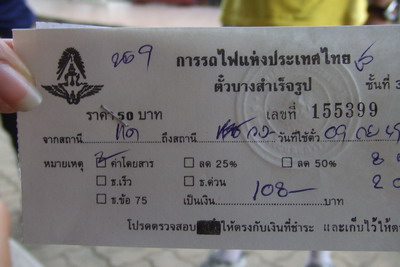 การรถไฟแห่งประเทศไทย
ตั๋วบางสำเร็จรูป ชั้นที่ 3
ราคา 50 บาท เลขที่ 155399
จากสถานี ถึงสถานี วันที่ใช้ตั๋ว 09
หมายเหตุ ค่าโดยสาร ลด 25% ลด 50%
ธ.เร็ว ธ.ด่วน 108-
ธ.ข้อ 75 เป็นเงิน บาท
โปรดตรวจสอบ ให้ตรงกับเงินที่ชำระ และเก็บไว้ให้